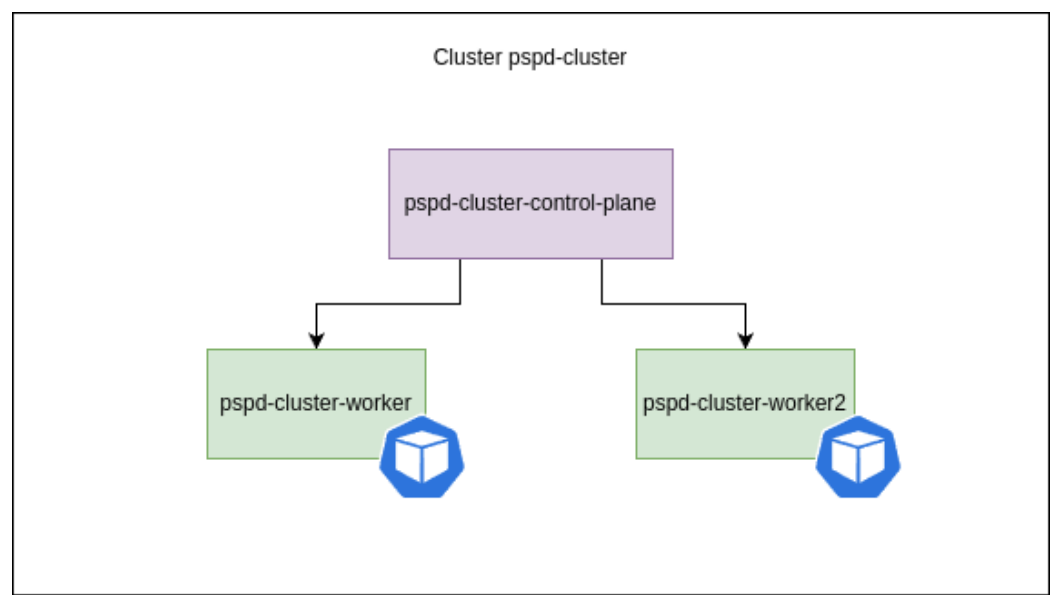 Cluster pspd-cluster
pspd-cluster-control-plane
pspd-cluster-worker
pspd-cluster-worker2